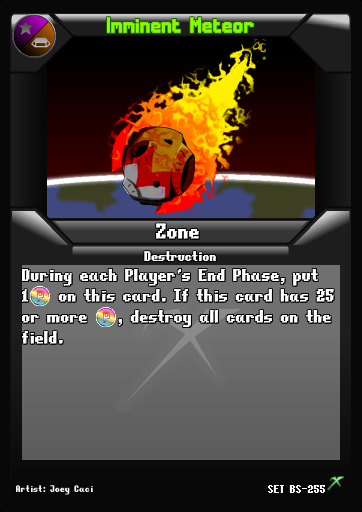 Imminent Meteor
Zone
Destruction
During each Player's End Phase, put
1 P on this card. If this card has 25
or more P, destroy all cards on the
field.
Artist: Joey Caci
SET BS-255